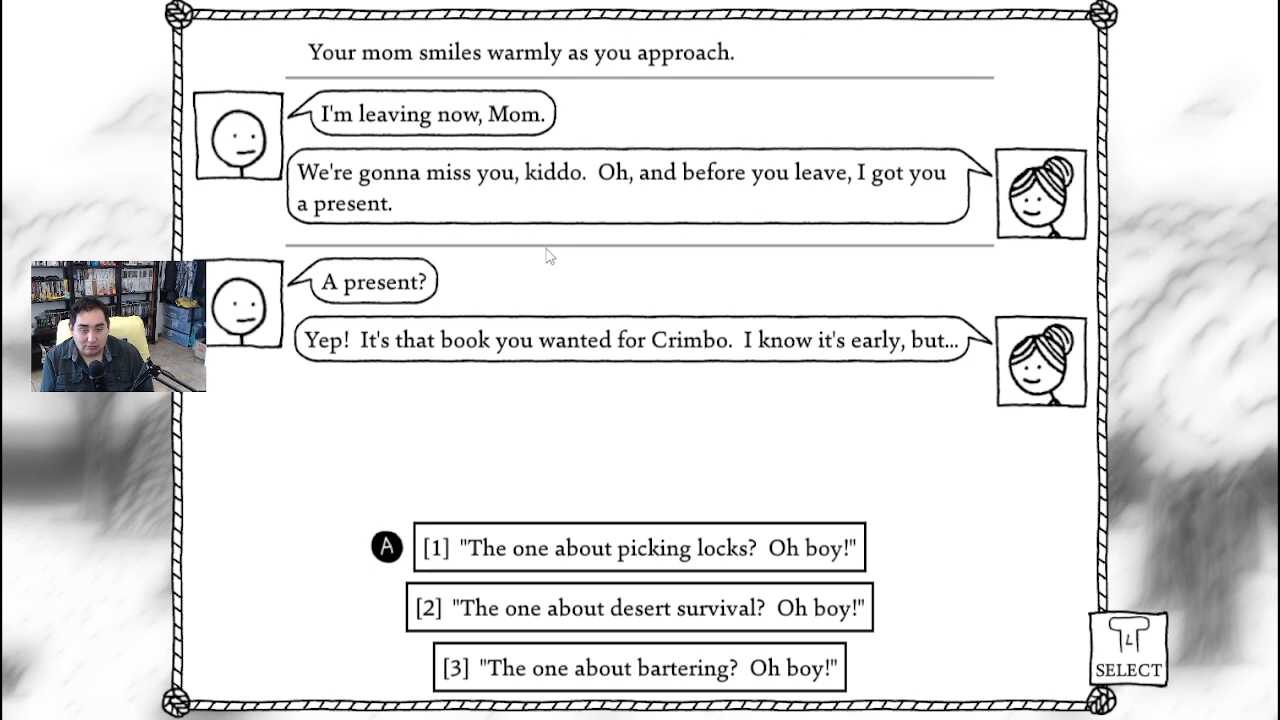 Your mom smiles warmly as you approach.
I'm leaving now, Mom.
We're gonna miss you, kiddo. Oh, and before you leave, I got you
a present.
A present?
Yep! It's that book you wanted for Crimbo. I know it's early, but...
A [1] "The one about picking locks? Oh boy!"
[2] "The one about desert survival? Oh boy!"
[3] "The one about bartering? Oh boy!"
L
SELECT